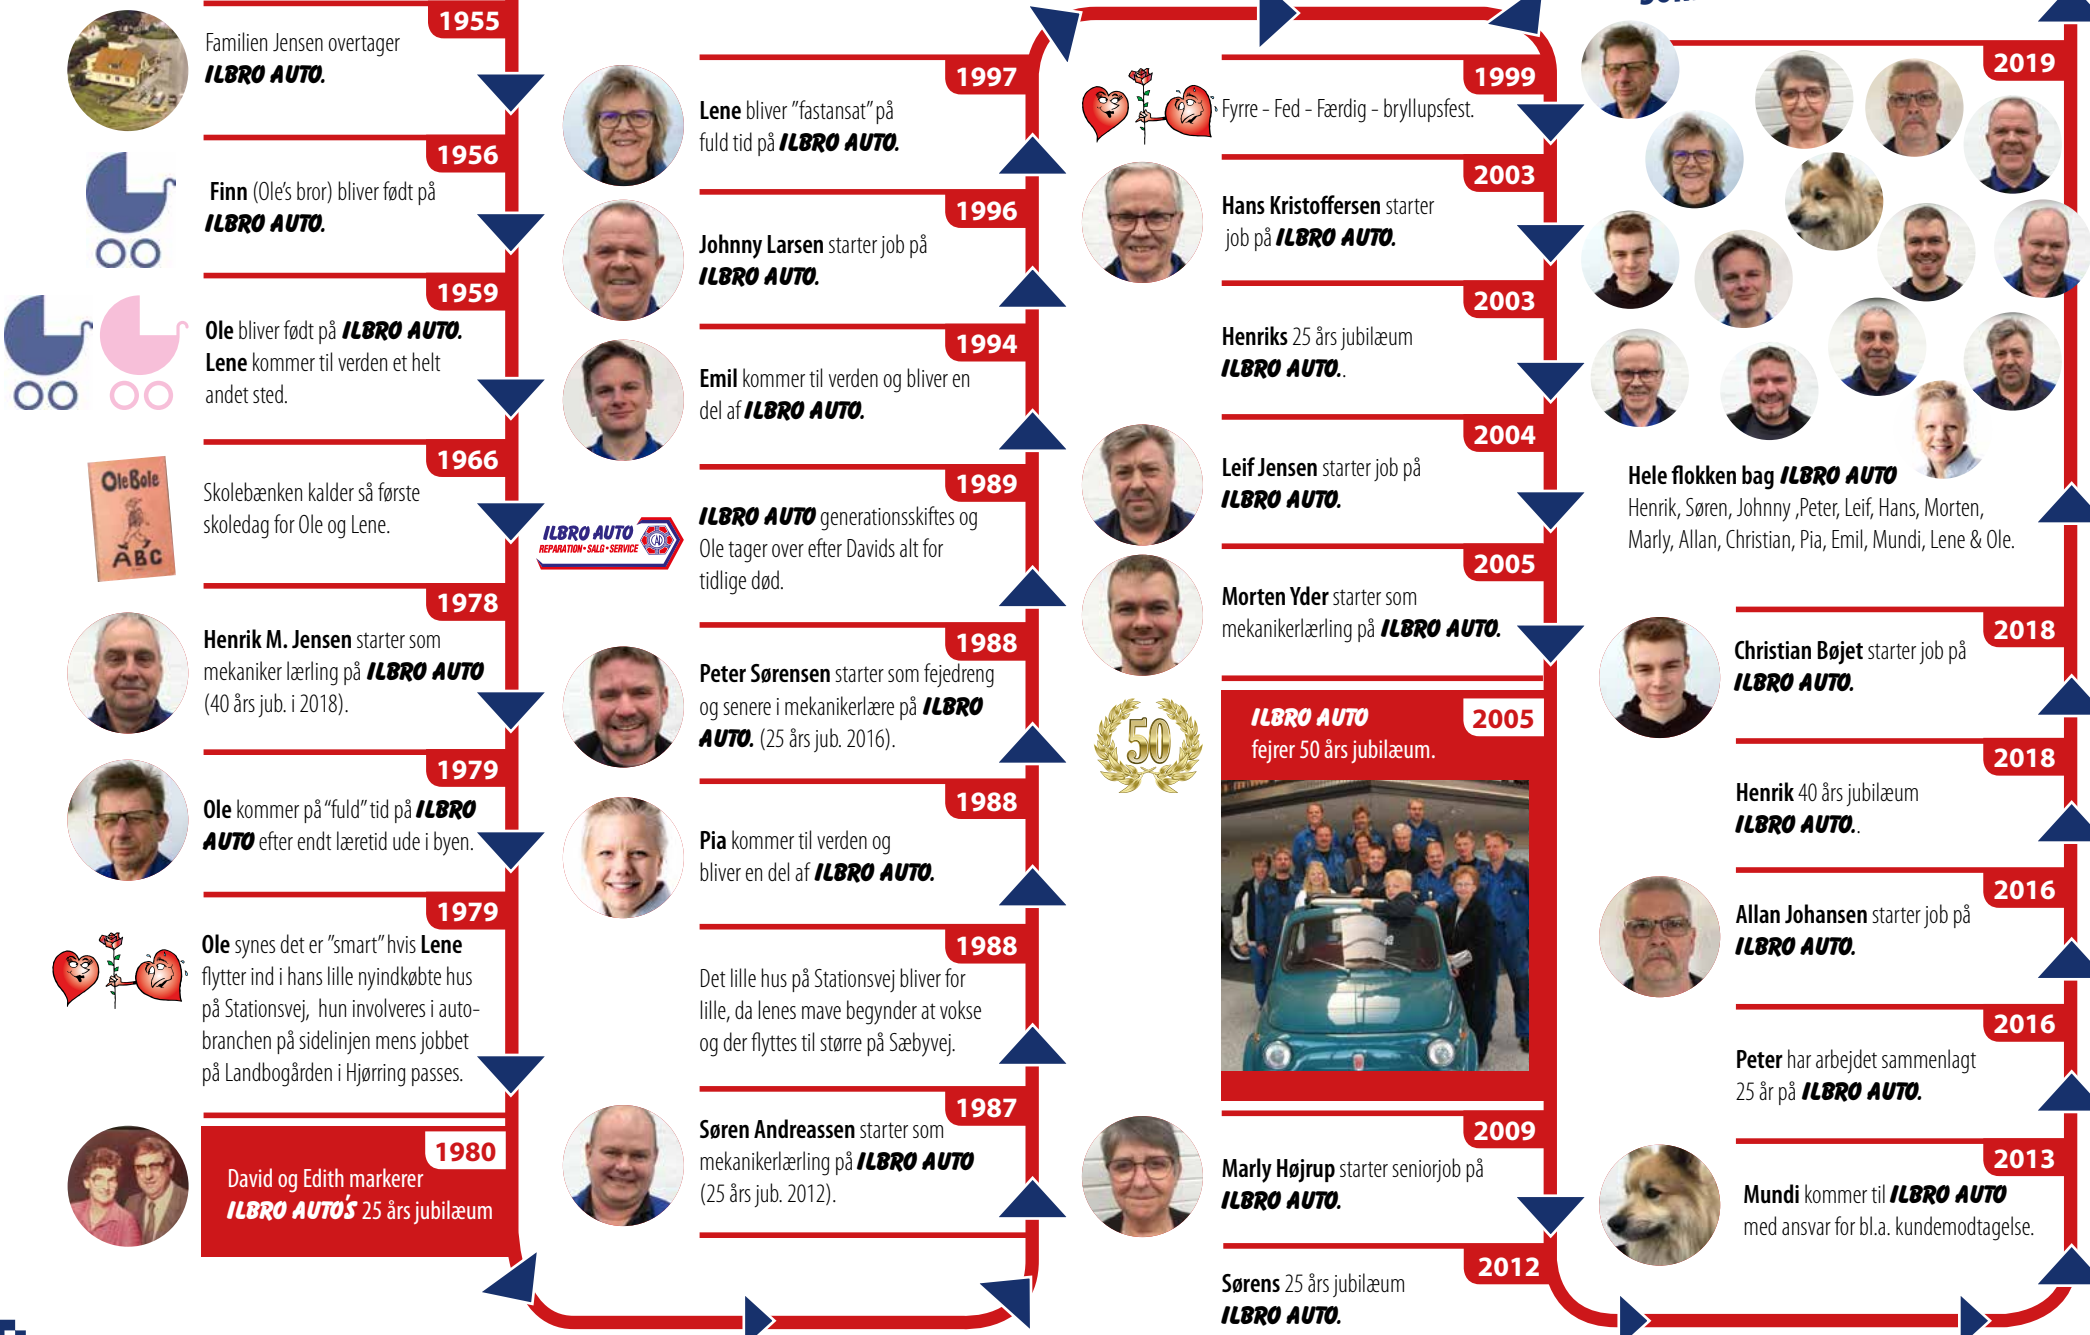 1955
Familien Jensen overtager
ILBRO AUTO.
1956
Finn (Ole's bror) bliver født på
ILBRO AUTO.
1959
Ole bliver født på ILBRO AUTO.
Lene kommer til verden et helt
andet sted.
1966
Ole Bole
ABC
Skolebænken kalder så første
skoledag for Ole og Lene.
1978
Henrik M. Jensen starter som
mekaniker lærling på ILBRO AUTO
(40 års jub. i 2018).
1979
Ole kommer på "fuld" tid på ILBRO
AUTO efter endt læretid ude i byen.
1979
Ole synes det er "smart" hvis Lene
flytter ind i hans lille nyindkøbte hus
på Stationsvej, hun involveres i auto-
branchen på sidelinjen mens jobbet
på Landbogården i Hjørring passes.
1980
David og Edith markerer
ILBRO AUTO'S 25 års jubilæum
1997
Lene bliver "fastansat" på
fuld tid på ILBRO AUTO.
1996
Johnny Larsen starter job på
ILBRO AUTO.
1994
Emil kommer til verden og bliver en
del af ILBRO AUTO.
1989
ILBRO AUTO
REPARATION • SALG • SERVICE
CAD
ILBRO AUTO generationsskiftes og
Ole tager over efter Davids alt for
tidlige død.
1988
Peter Sørensen starter som fejedreng
og senere i mekanikerlære på ILBRO
AUTO. (25 års jub. 2016).
1988
Pia kommer til verden og
bliver en del af ILBRO AUTO.
1988
Det lille hus på Stationsvej bliver for
lille, da lenes mave begynder at vokse
og der flyttes til større på Sæbyvej.
1987
Søren Andreassen starter som
mekanikerlærling på ILBRO AUTO
(25 års jub. 2012).
1999
Fyrre - Fed - Færdig - bryllupsfest.
2003
Hans Kristoffersen starter
job på ILBRO AUTO.
2003
Henriks 25 års jubilæum
ILBRO AUTO..
2004
Leif Jensen starter job på
ILBRO AUTO.
2005
Morten Yder starter som
mekanikerlærling på ILBRO AUTO.
50
2005
ILBRO AUTO
fejrer 50 års jubilæum.
2009
Marly Højrup starter seniorjob på
ILBRO AUTO.
2012
Sørens 25 års jubilæum
ILBRO AUTO.
2019
Hele flokken bag ILBRO AUTO
Henrik, Søren, Johnny ,Peter, Leif, Hans, Morten,
Marly, Allan, Christian, Pia, Emil, Mundi, Lene & Ole.
2018
Christian Bøjet starter job på
ILBRO AUTO.
2018
Henrik 40 års jubilæum
ILBRO AUTO..
2016
Allan Johansen starter job på
ILBRO AUTO.
2016
Peter har arbejdet sammenlagt
25 år på ILBRO AUTO.
2013
Mundi kommer til ILBRO AUTO
med ansvar for bl.a. kundemodtagelse.